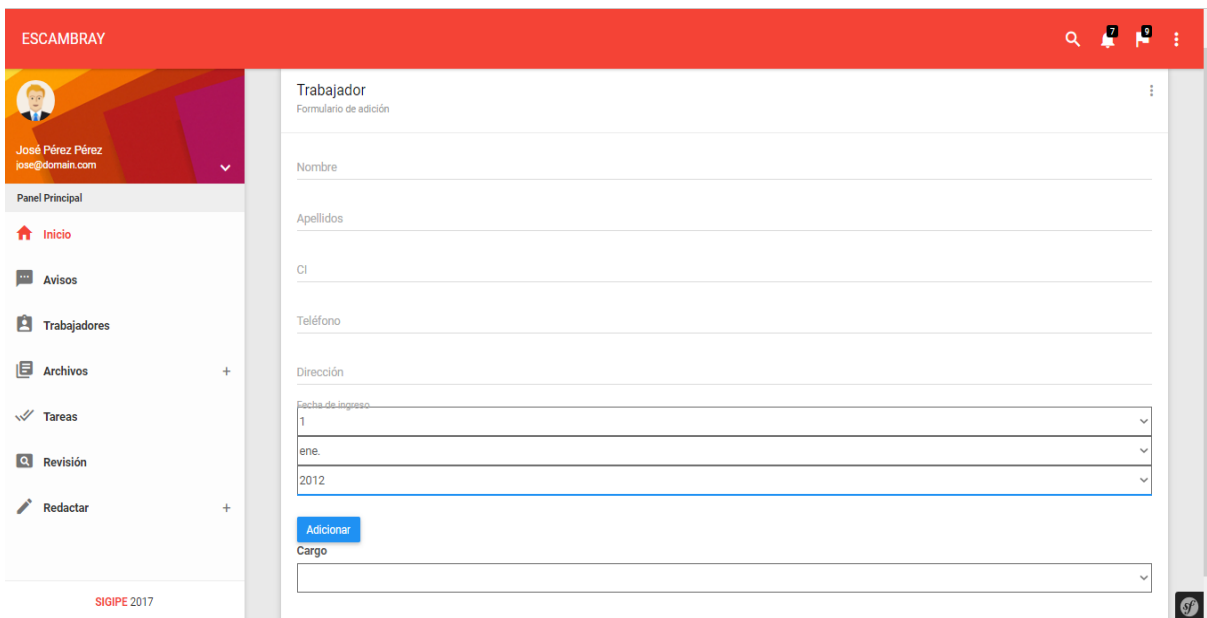 ESCAMBRAY
7
9
José Pérez Pérez
jose@domain.com
Panel Principal
Inicio
Avisos
Trabajadores
Archivos +
Tareas
Revisión
Redactar +
SIGIPE 2017
Trabajador
Formulario de adición
Nombre
Apellidos
CI
Teléfono
Dirección
Fecha de ingreso
1
ene.
2012
Adicionar
Cargo
sf